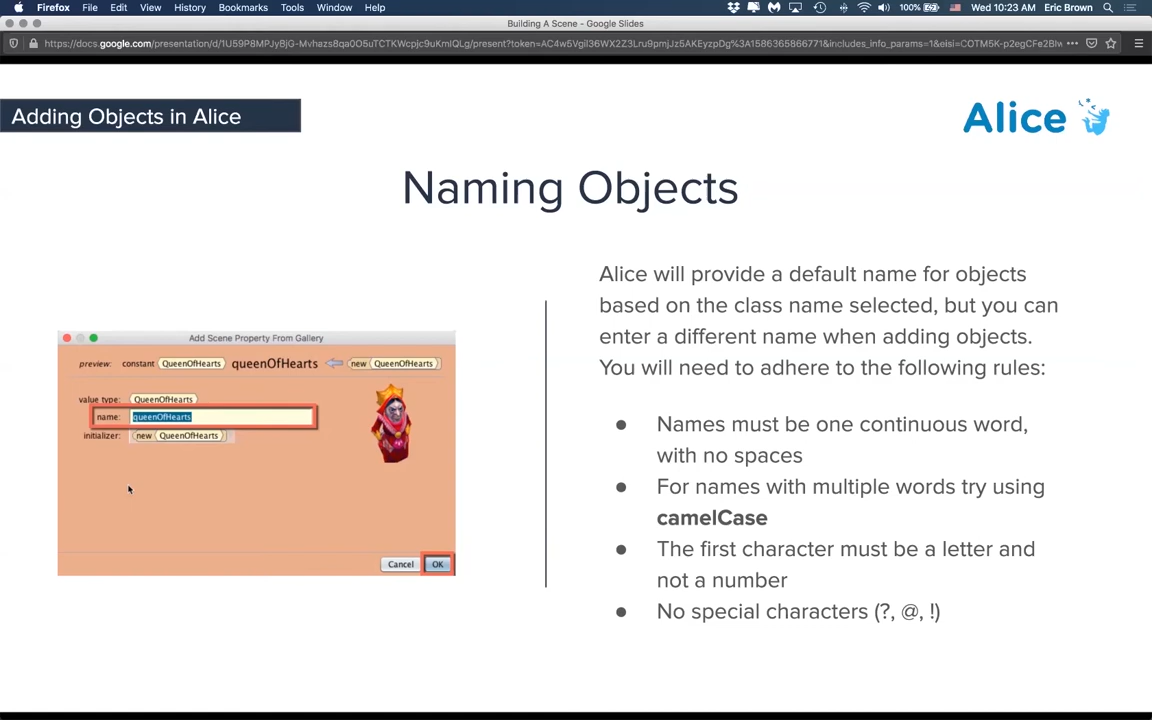 Firefox File Edit View History Bookmarks Tools Window Help 100% Wed 10:23 AM Eric Brown
Building A Scene - Google Slides
Adding Objects in Alice
Alice
Naming Objects
Alice will provide a default name for objects
based on the class name selected, but you can
enter a different name when adding objects.
You will need to adhere to the following rules:
● Names must be one continuous word,
with no spaces
● For names with multiple words try using
camelCase
● The first character must be a letter and
not a number
● No special characters (?, @, !)
Add Scene Property From Gallery
preview: constant QueenOfHearts queenOfHearts new QueenOfHearts
value type: QueenOfHearts
name: queenOfHearts
initializer: new QueenOfHearts
Cancel OK